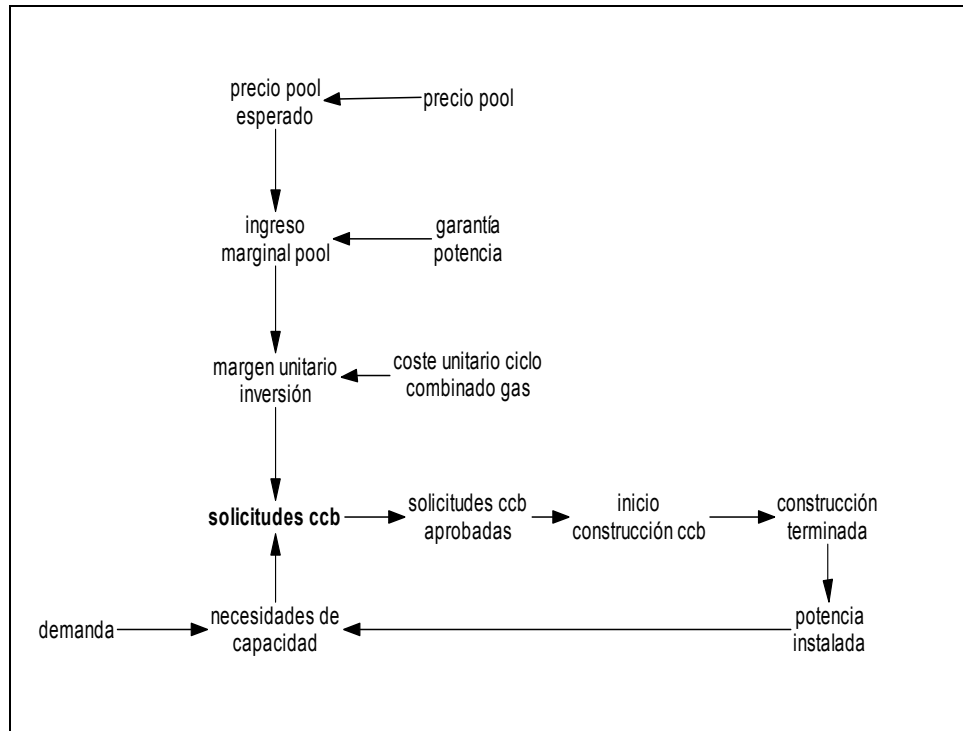 precio pool
esperado
precio pool
ingreso
marginal pool
garantía
potencia
margen unitario
inversión
coste unitario ciclo
combinado gas
solicitudes ccb
solicitudes ccb
aprobadas
inicio
construcción ccb
construcción
terminada
demanda
necesidades de
capacidad
potencia
instalada